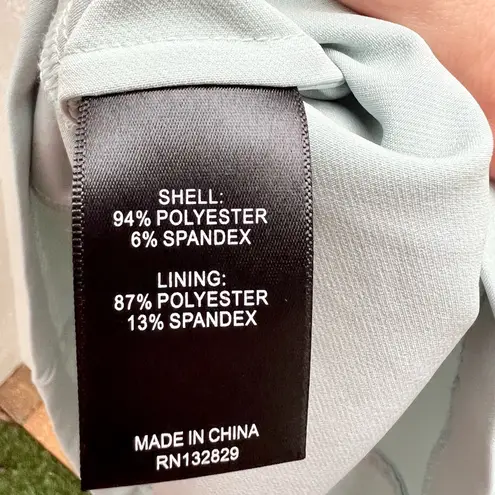 SHELL:
94% POLYESTER
6% SPANDEX
LINING:
87% POLYESTER
13% SPANDEX
MADE IN CHINA
RN132829